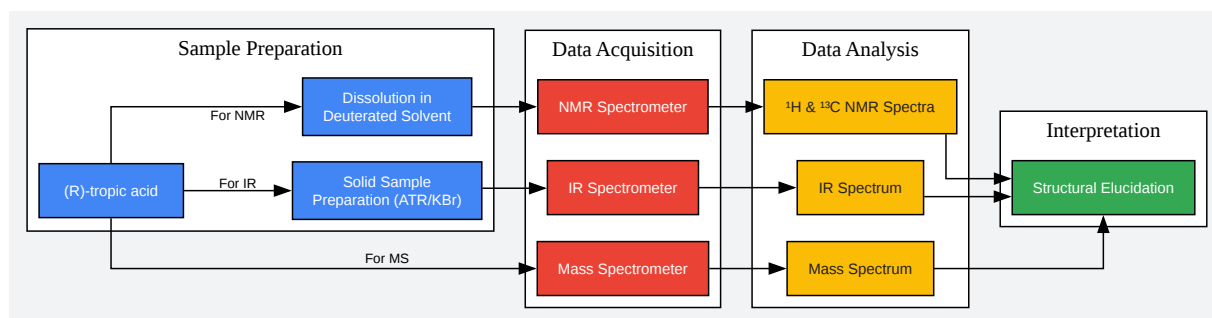 Sample Preparation
Data Acquisition
Data Analysis
Interpretation
Dissolution in
Deuterated Solvent
For NMR
NMR Spectrometer
¹H & ¹³C NMR Spectra
(R)-tropic acid
For IR
Solid Sample
Preparation (ATR/KBr)
IR Spectrometer
IR Spectrum
Structural Elucidation
For MS
Mass Spectrometer
Mass Spectrum